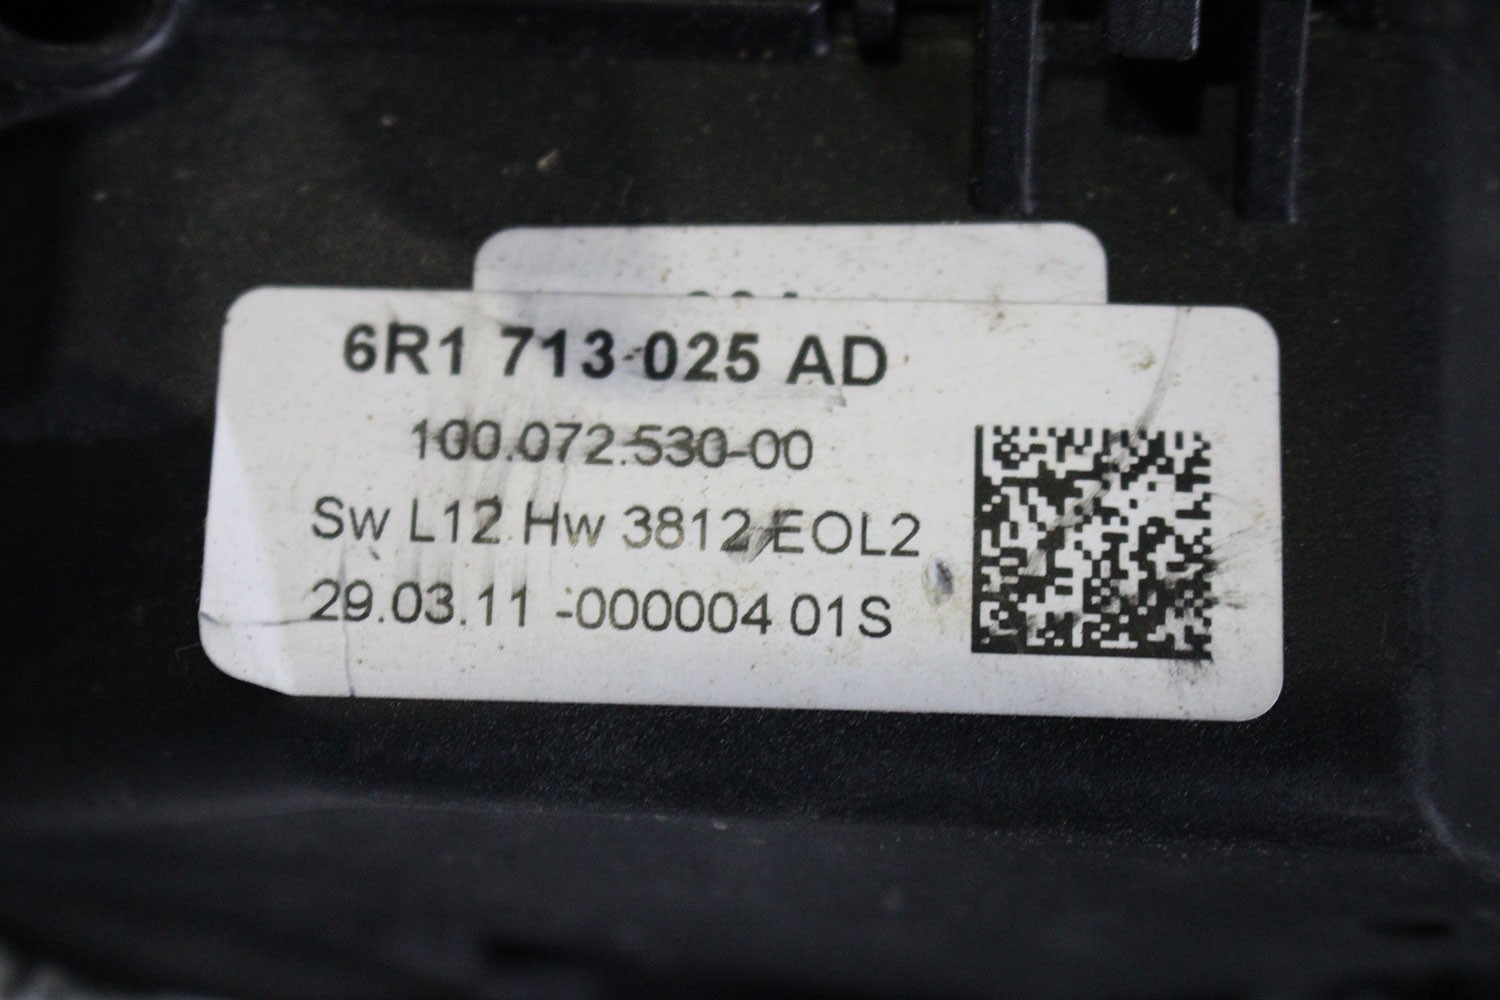 6R1 713 025 AD
100.072.530-00
Sw L12 Hw 3812 EOL2
29.03.11 -000004 01S